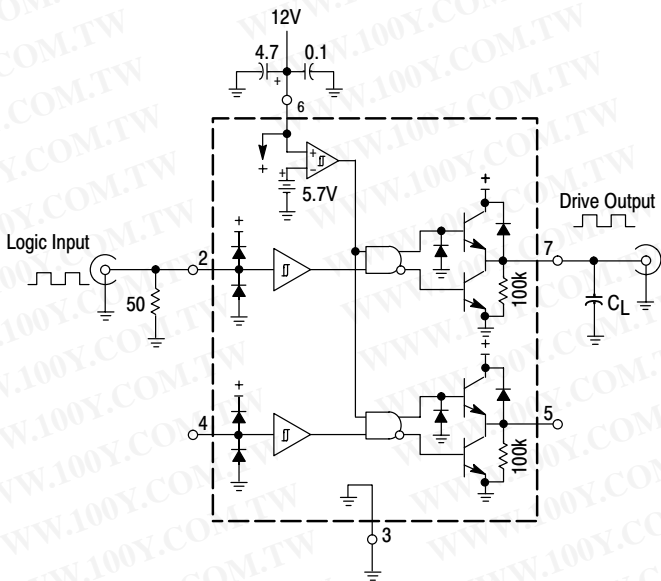 12V
4.7
0.1
+
6
+
+
−
+
5.7V
+
+
Drive Output
Logic Input
2
7
50
100k
CL
+
+
4
5
100k
3
WWW.100Y.COM.TW